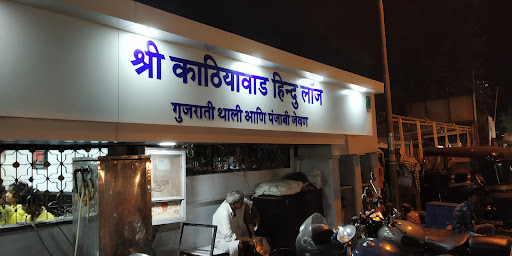 श्री काठियावाड हिन्दु लॉज
गुजराती थाली आणि पंजाबी जेवण